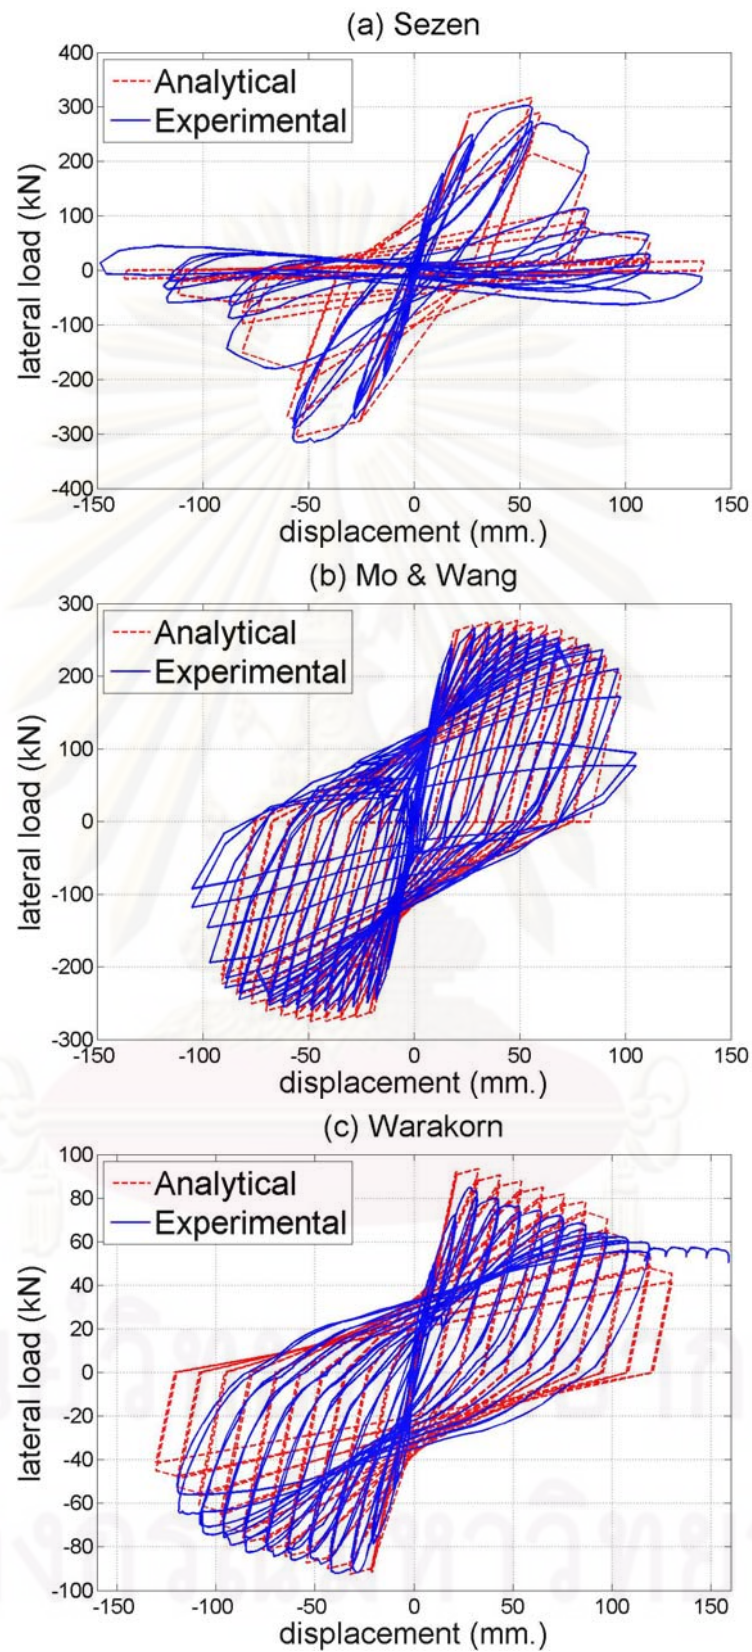 (a) Sezen
400
300
200
100
0
-100
-200
-300
-400
lateral load (kN)
Analytical
Experimental
-150 -100 -50 0 50 100 150
displacement (mm.)
(b) Mo & Wang
300
200
100
0
-100
-200
-300
lateral load (kN)
Analytical
Experimental
-150 -100 -50 0 50 100 150
displacement (mm.)
(c) Warakorn
100
80
60
40
20
0
-20
-40
-60
-80
-100
lateral load (kN)
Analytical
Experimental
-150 -100 -50 0 50 100 150
displacement (mm.)